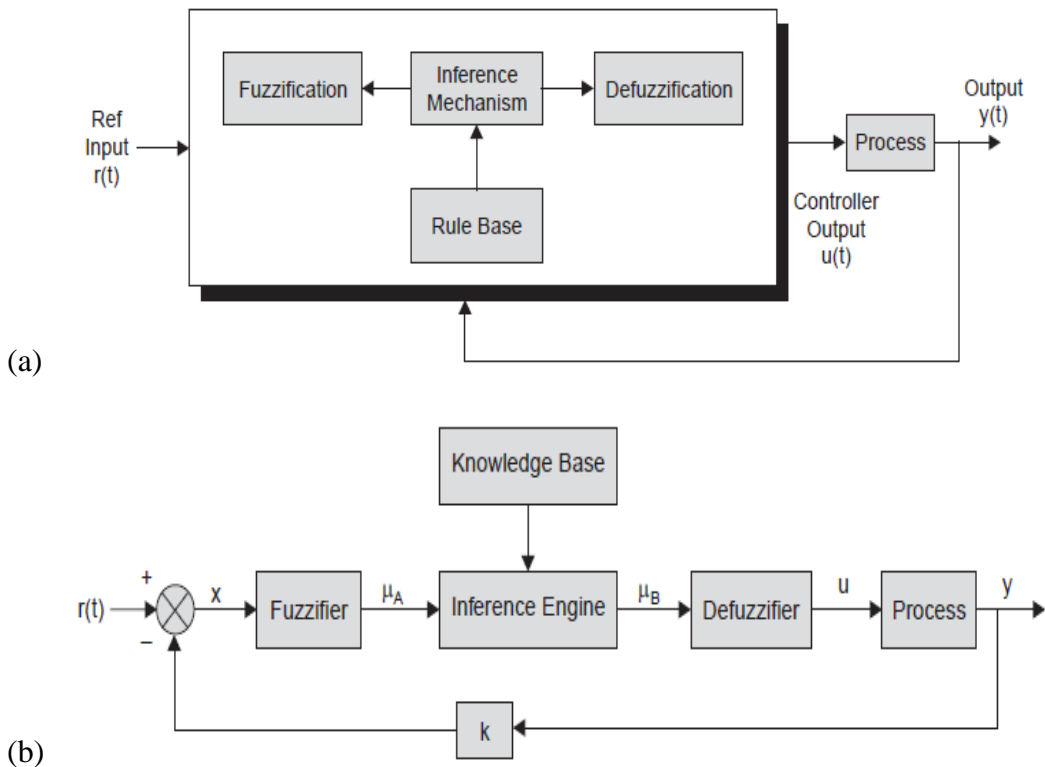 Ref
Input
r(t)
Fuzzification
Inference
Mechanism
Defuzzification
Rule Base
Controller
Output
u(t)
Process
Output
y(t)
(a)
Knowledge Base
+
r(t)
–
x
Fuzzifier
μA
Inference Engine
μB
Defuzzifier
u
Process
y
k
(b)